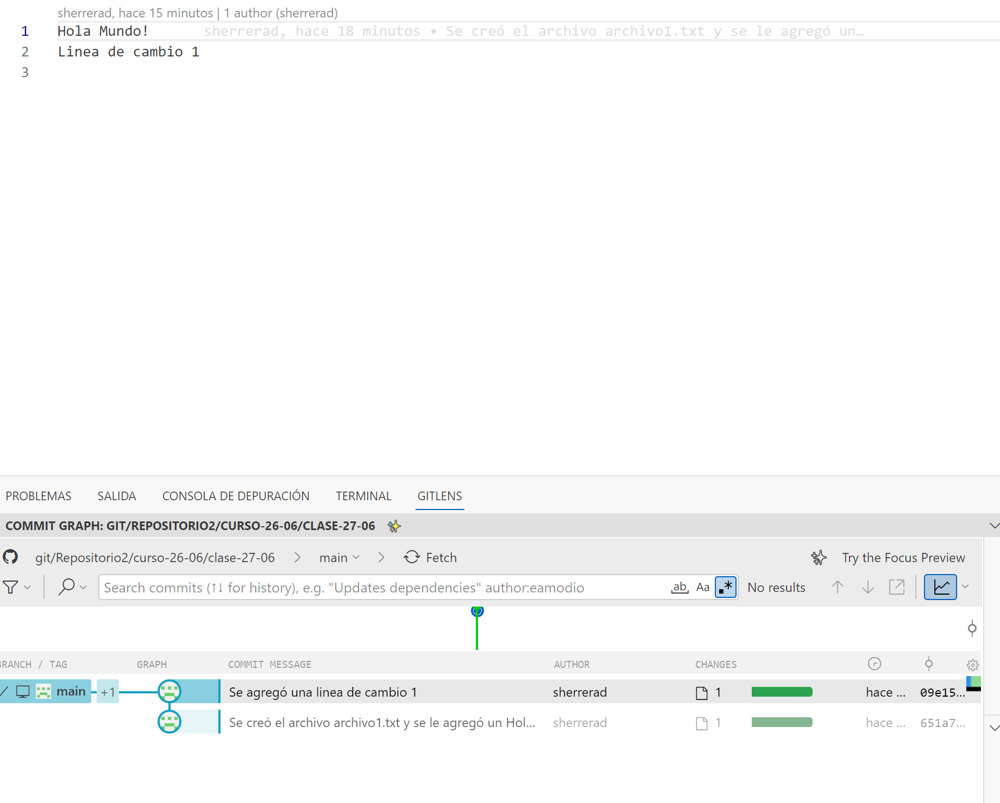 sherrerad, hace 15 minutos | 1 author (sherrerad)
1 Hola Mundo! sherrerad, hace 18 minutos • Se creó el archivo archivo1.txt y se le agregó un…
2 Linea de cambio 1
3
PROBLEMAS SALIDA CONSOLA DE DEPURACIÓN TERMINAL GITLENS
COMMIT GRAPH: GIT/REPOSITORIO2/CURSO-26-06/CLASE-27-06
git/Repositorio2/curso-26-06/clase-27-06 > main > Fetch Try the Focus Preview
Search commits (↑↓ for history), e.g. "Updates dependencies" author:eamodio ab Aa .* No results
BRANCH / TAG GRAPH COMMIT MESSAGE AUTHOR CHANGES
main +1 Se agregó una linea de cambio 1 sherrerad 1 hace ... 09e15...
Se creó el archivo archivo1.txt y se le agregó un Hol... sherrerad 1 hace ... 651a7...